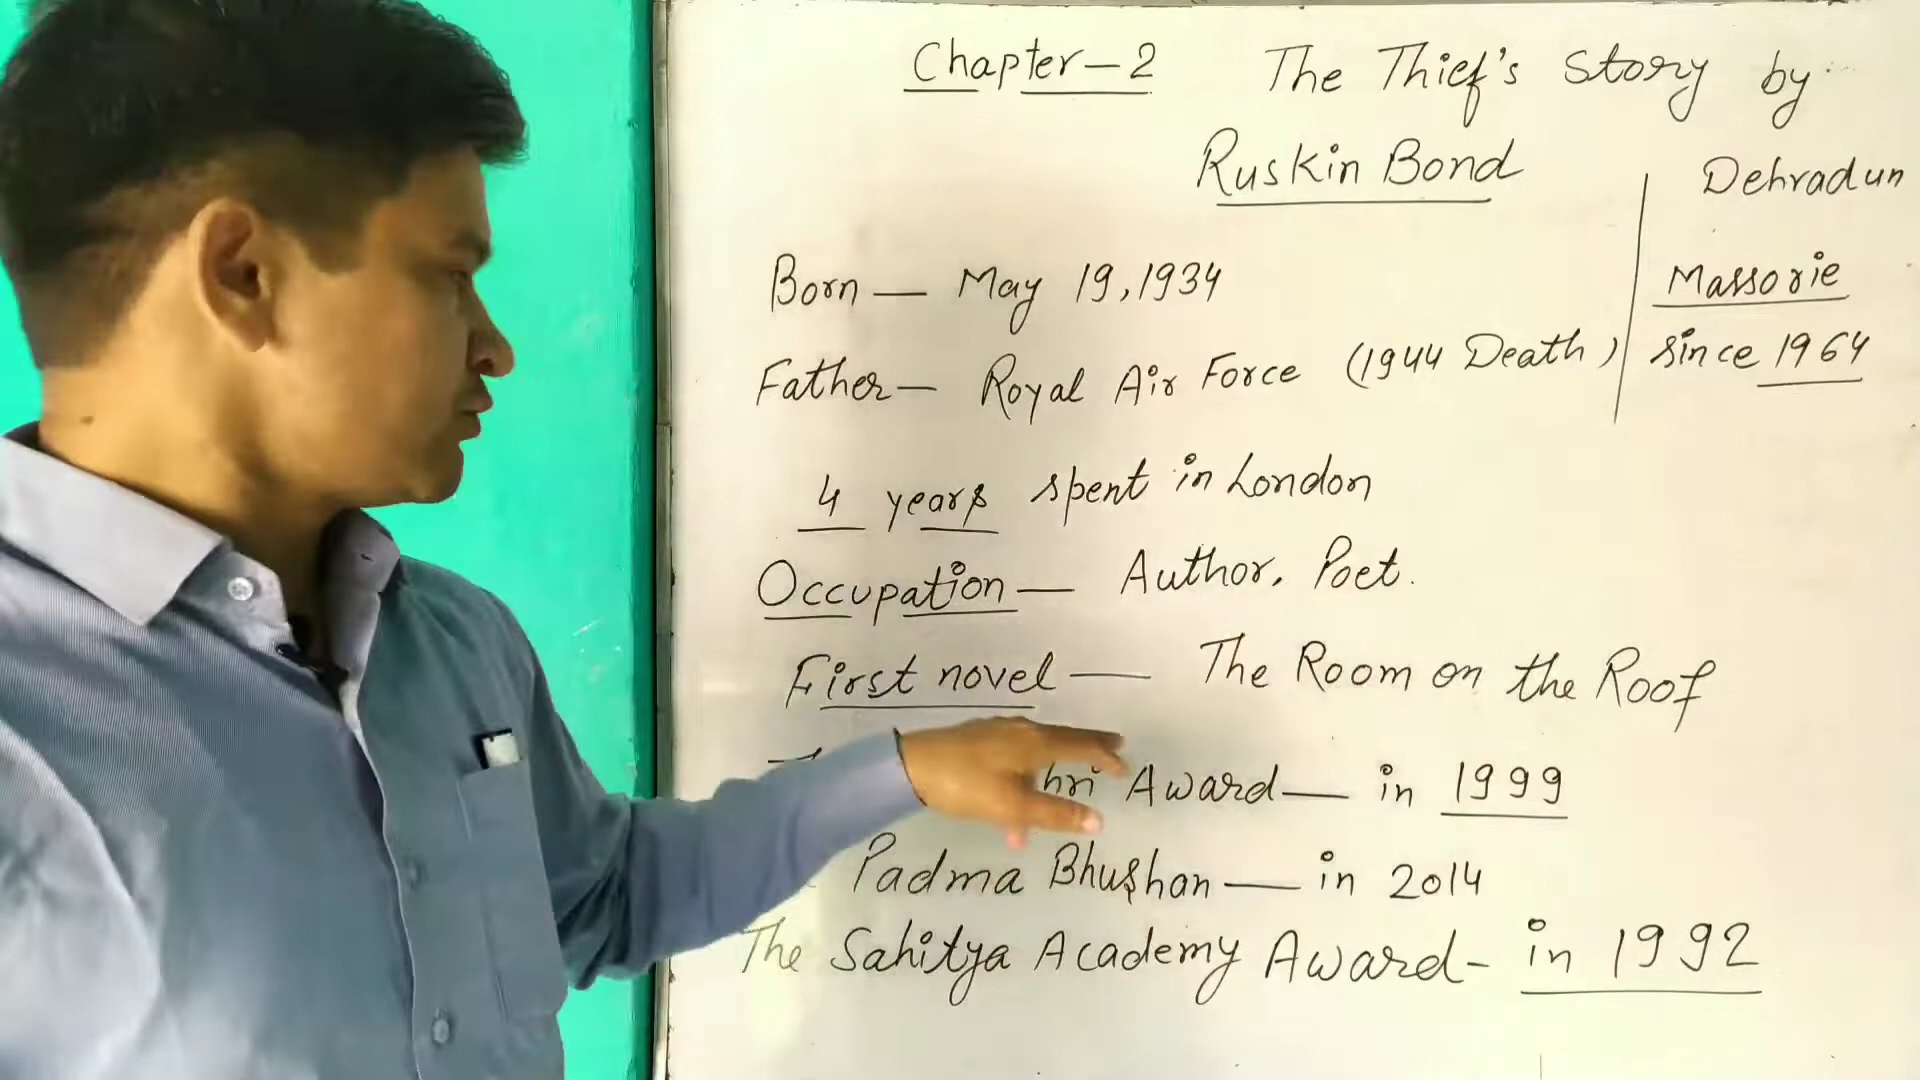 Chapter-2 The Thief's Story by
Ruskin Bond
Dehradun
Massorie
since 1964
Born — May 19, 1934
Father — Royal Air Force (1944 Death)
4 years spent in London
Occupation — Author, Poet.
First novel — The Room on the Roof
Award — in 1999
Padma Bhushan — in 2014
The Sahitya Academy Award - in 1992